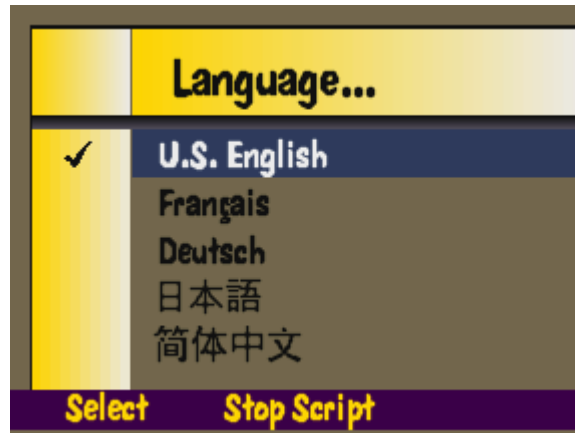 Language...
✓ U.S. English
Français
Deutsch
日本語
简体中文
Select Stop Script